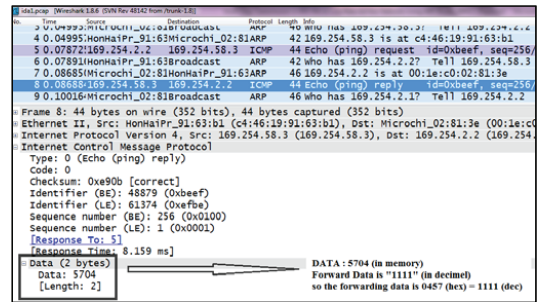 ida1.pcap [Wireshark 1.8.6 (SVN Rev 48142 from /trunk-1.8)]
No. Time Source Destination Protocol Length Info
4 0.04995: Microchi_02:81 HonHaiPr_91:63 ARP 42 169.254.58.3 is at c4:46:19:91:63:b1
5 0.07872! 169.254.2.2 169.254.58.3 ICMP 44 Echo (ping) request id=0xbeef, seq=256/
6 0.07891( HonHaiPr_91:63 Broadcast ARP 42 Who has 169.254.2.2? Tell 169.254.58.3
7 0.08685( Microchi_02:81 HonHaiPr_91:63 ARP 46 169.254.2.2 is at 00:1e:c0:02:81:3e
8 0.08688· 169.254.58.3 169.254.2.2 ICMP 44 Echo (ping) reply id=0xbeef, seq=256/
9 0.10016· Microchi_02:81 Broadcast ARP 46 Who has 169.254.2.1? Tell 169.254.2.2
Frame 8: 44 bytes on wire (352 bits), 44 bytes captured (352 bits)
Ethernet II, Src: HonHaiPr_91:63:b1 (c4:46:19:91:63:b1), Dst: Microchi_02:81:3e (00:1e:c0
Internet Protocol Version 4, Src: 169.254.58.3 (169.254.58.3), Dst: 169.254.2.2 (169.254.
Internet Control Message Protocol
Type: 0 (Echo (ping) reply)
Code: 0
Checksum: 0xe90b [correct]
Identifier (BE): 48879 (0xbeef)
Identifier (LE): 61374 (0xefbe)
Sequence number (BE): 256 (0x0100)
Sequence number (LE): 1 (0x0001)
[Response To: 5]
[Response Time: 8.159 ms]
Data (2 bytes)
Data: 5704
[Length: 2]
DATA : 5704 (in memory)
Forward Data is "1111" (in decimel)
so the forwarding data is 0457 (hex) = 1111 (dec)